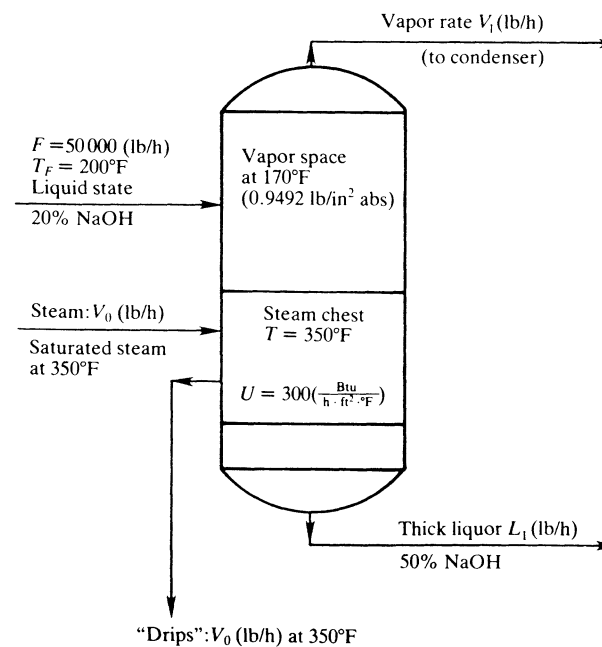 Vapor rate V₁ (lb/h)
(to condenser)
F = 50 000 (lb/h)
T_F = 200°F
Liquid state
20% NaOH
Vapor space
at 170°F
(0.9492 lb/in² abs)
Steam: V₀ (lb/h)
Saturated steam
at 350°F
Steam chest
T = 350°F
U = 300(Btu/h · ft² · °F)
Thick liquor L₁ (lb/h)
50% NaOH
“Drips”: V₀ (lb/h) at 350°F